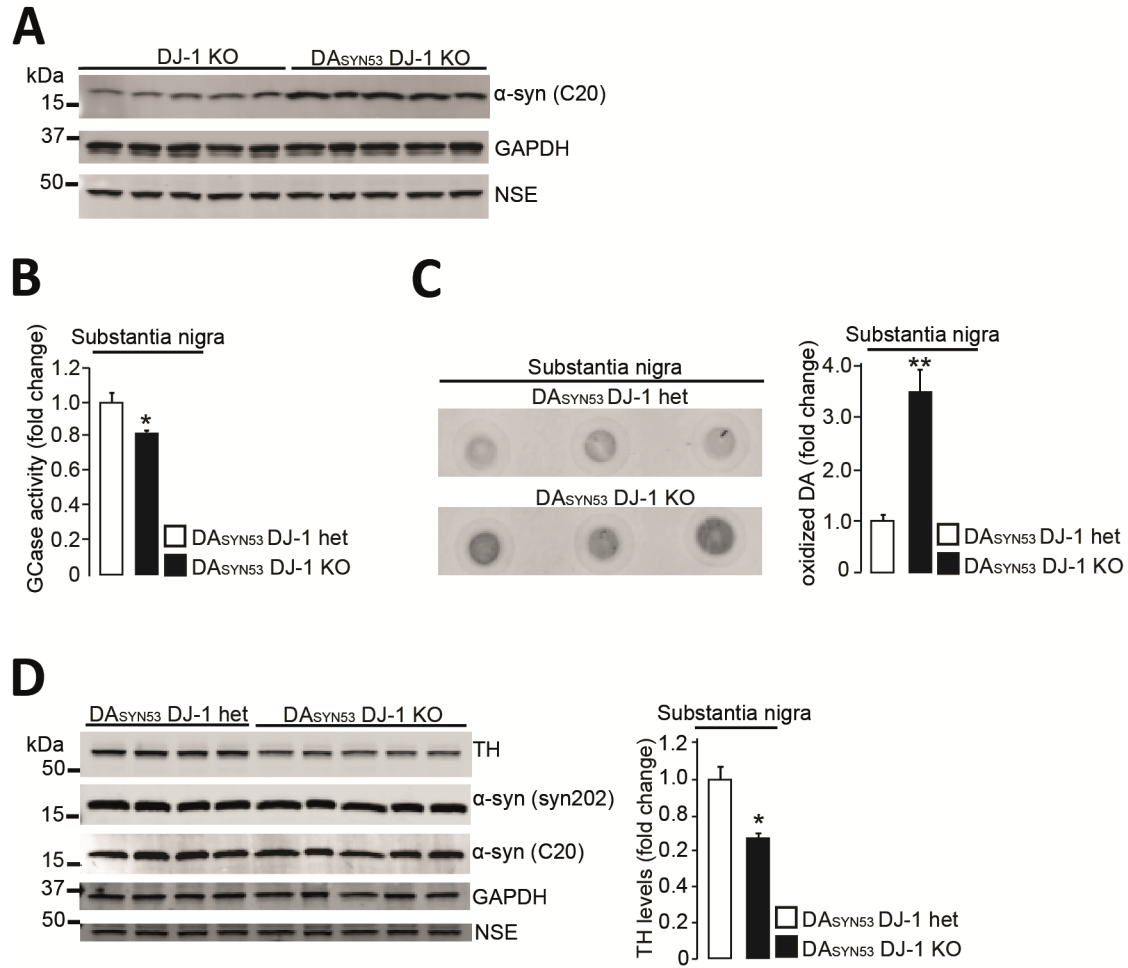 A
DJ-1 KO DASYN53 DJ-1 KO
kDa
15 α-syn (C20)
37 GAPDH
50 NSE
B
Substantia nigra
GCase activity (fold change)
1.2
1.0
0.8
0.6
0.4
0.2
0
*
DASYN53 DJ-1 het
DASYN53 DJ-1 KO
C
Substantia nigra
DASYN53 DJ-1 het
DASYN53 DJ-1 KO
Substantia nigra
oxidized DA (fold change)
4.0
3.0
2.0
1.0
0
**
DASYN53 DJ-1 het
DASYN53 DJ-1 KO
D
DASYN53 DJ-1 het DASYN53 DJ-1 KO
kDa
50 TH
15 α-syn (syn202)
15 α-syn (C20)
37 GAPDH
50 NSE
Substantia nigra
TH levels (fold change)
1.2
1.0
0.8
0.2
0.4
0.2
0
*
DASYN53 DJ-1 het
DASYN53 DJ-1 KO